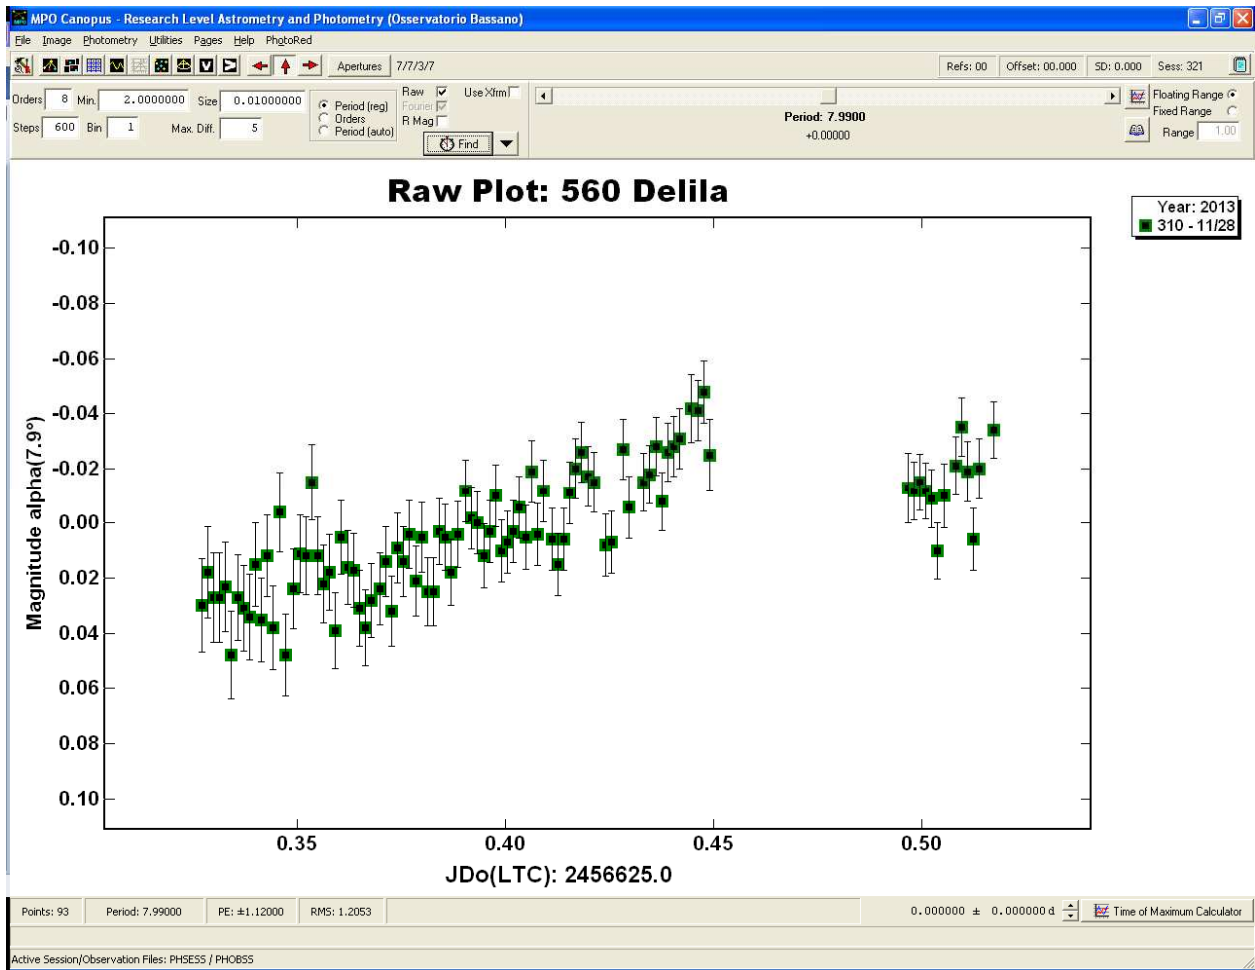 MPO Canopus - Research Level Astrometry and Photometry (Osservatorio Bassano)
File Image Photometry Utilities Pages Help PhotoRed
Apertures 7/7/3/7 Refs: 00 Offset: 00.000 SD: 0.000 Sess: 321
Orders 8 Min. 2.0000000 Size 0.01000000
Steps 600 Bin 1 Max. Diff. 5
Period (reg)
Orders
Period (auto)
Raw Use Xfrm
Fourier
R Mag
Find
Period: 7.9900
+0.00000
Floating Range
Fixed Range
Range 1.00
Raw Plot: 560 Delila
Year: 2013
310 - 11/28
Magnitude alpha(7.9°)
-0.10
-0.08
-0.06
-0.04
-0.02
0.00
0.02
0.04
0.06
0.08
0.10
0.35 0.40 0.45 0.50
JDo(LTC): 2456625.0
Points: 93 Period: 7.99000 PE: ±1.12000 RMS: 1.2053 0.000000 ± 0.000000 d Time of Maximum Calculator
Active Session/Observation Files: PHSESS / PHOBSS